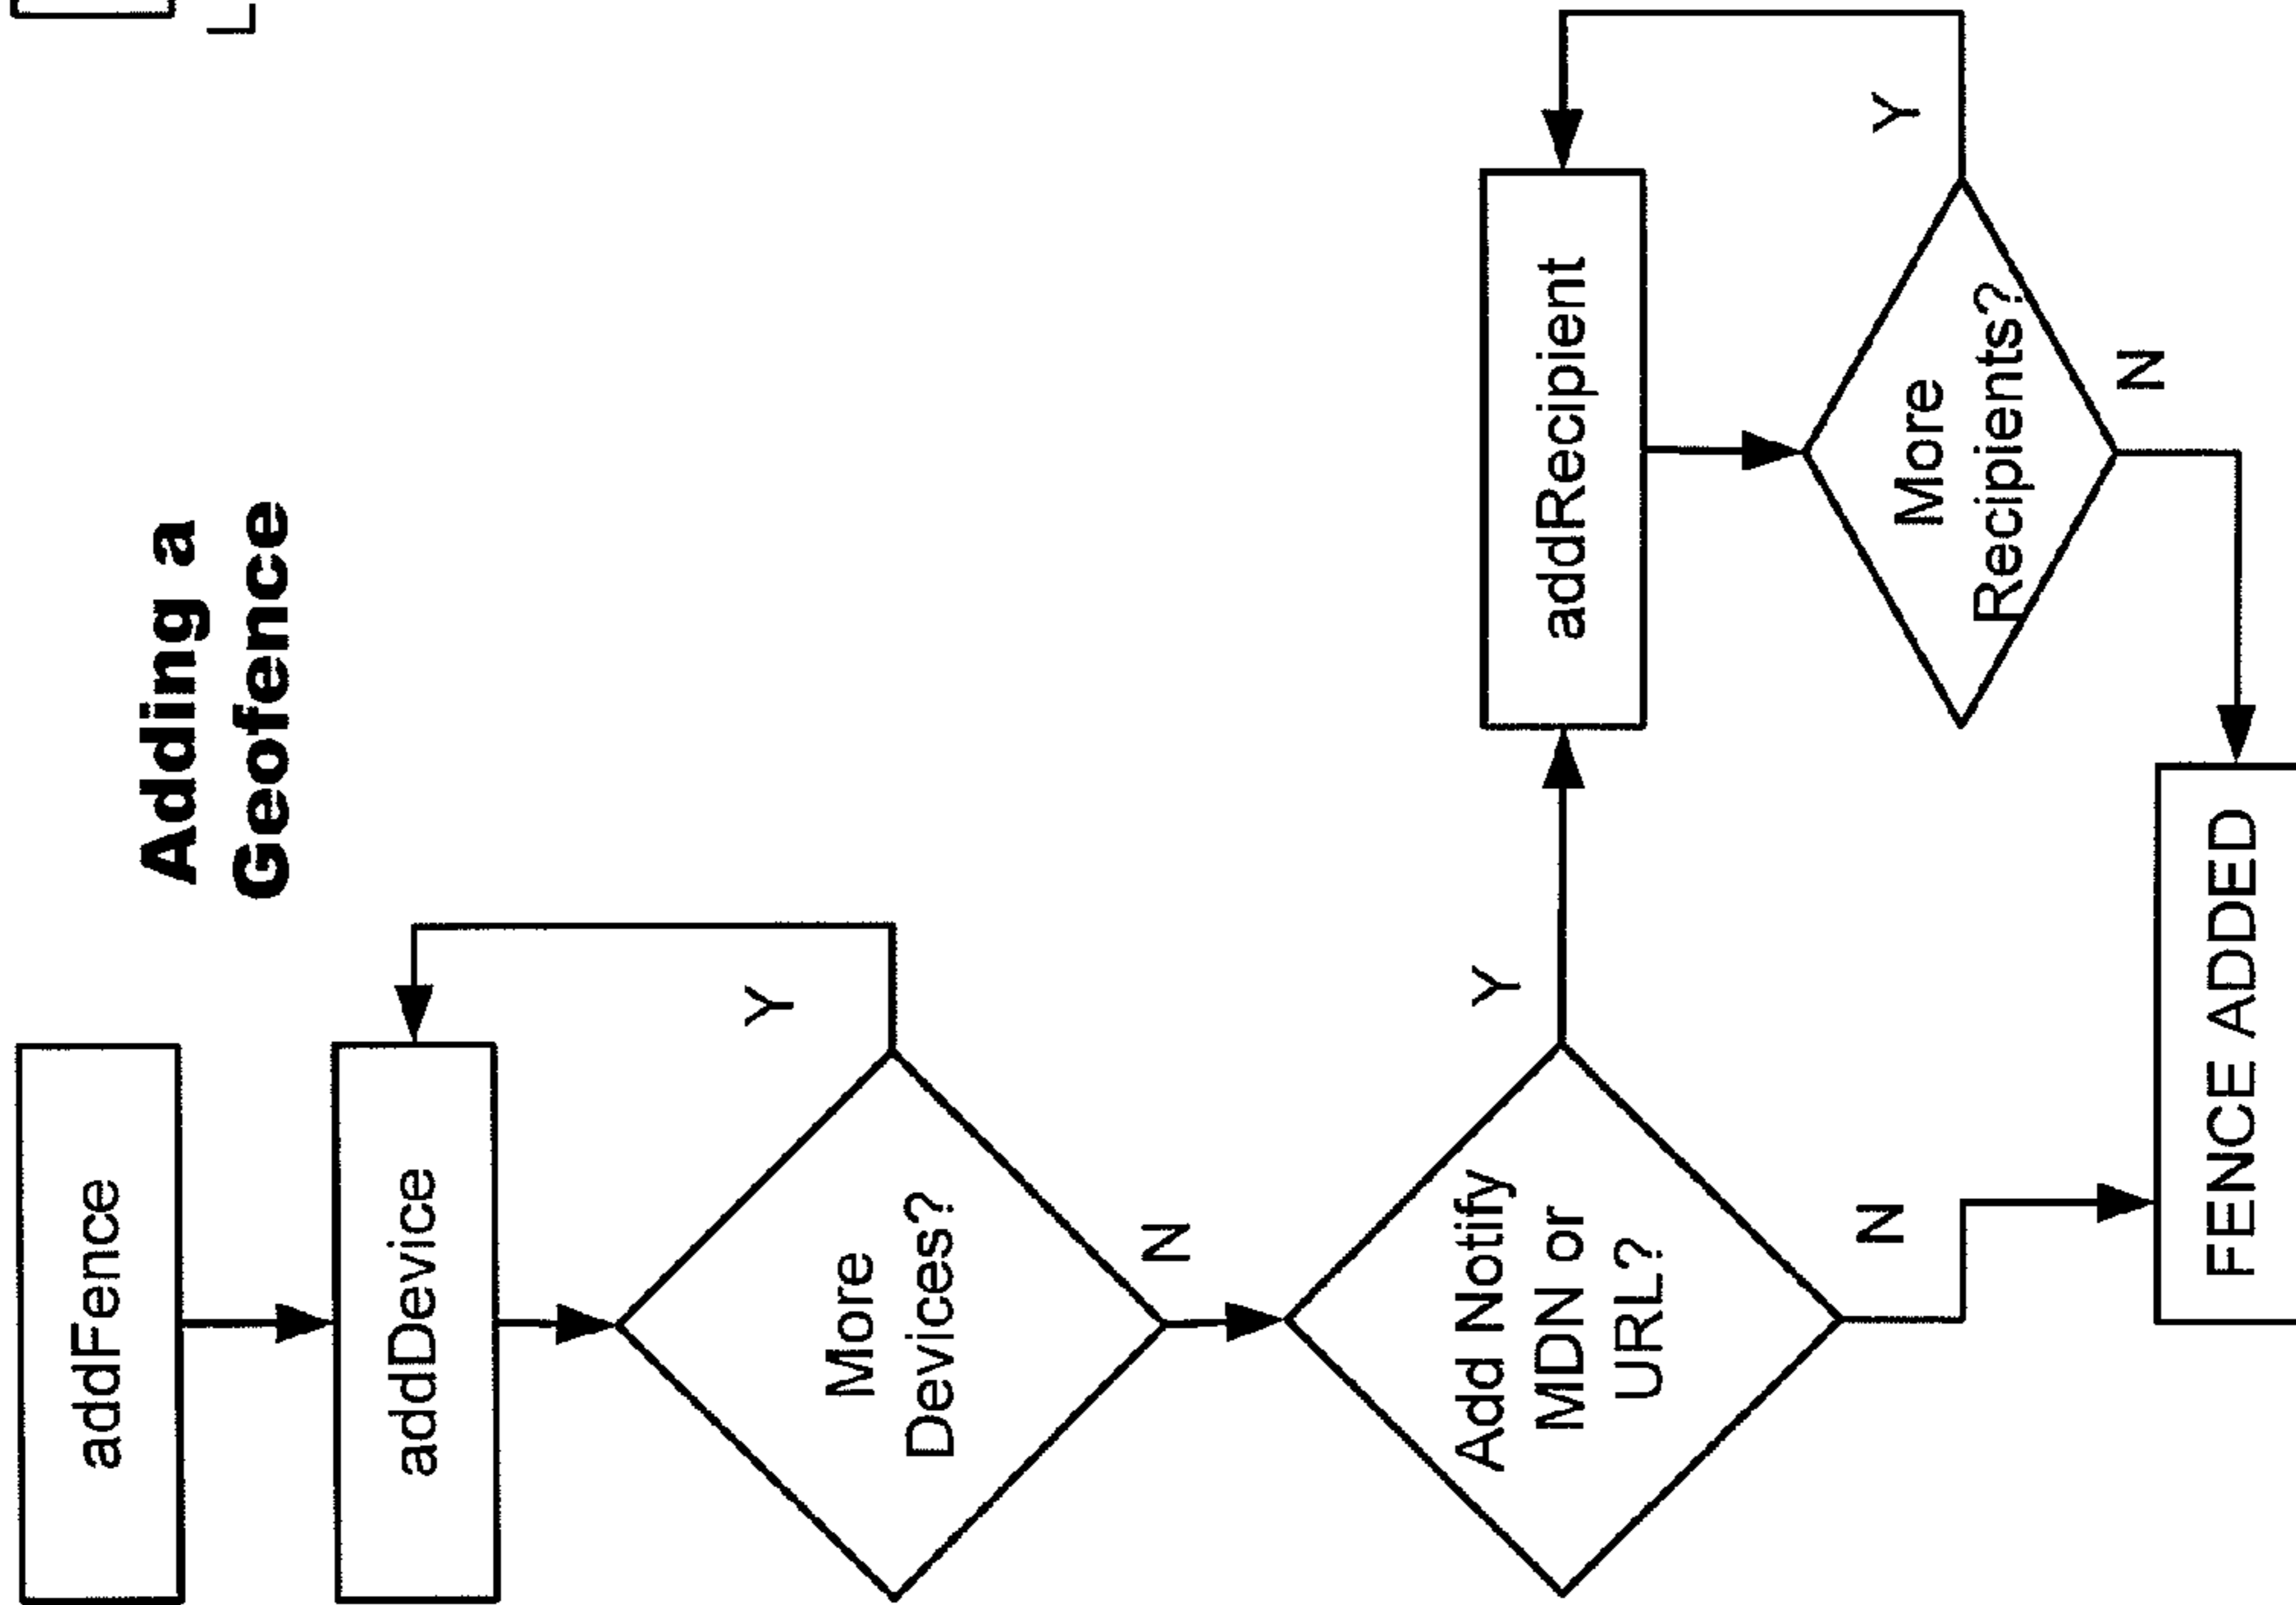 Adding a
Geofence
addFence
addDevice
More
Devices?
Y
N
Add Notify
MDN or
URL?
Y
N
addRecipient
More
Recipients?
Y
N
FENCE ADDED